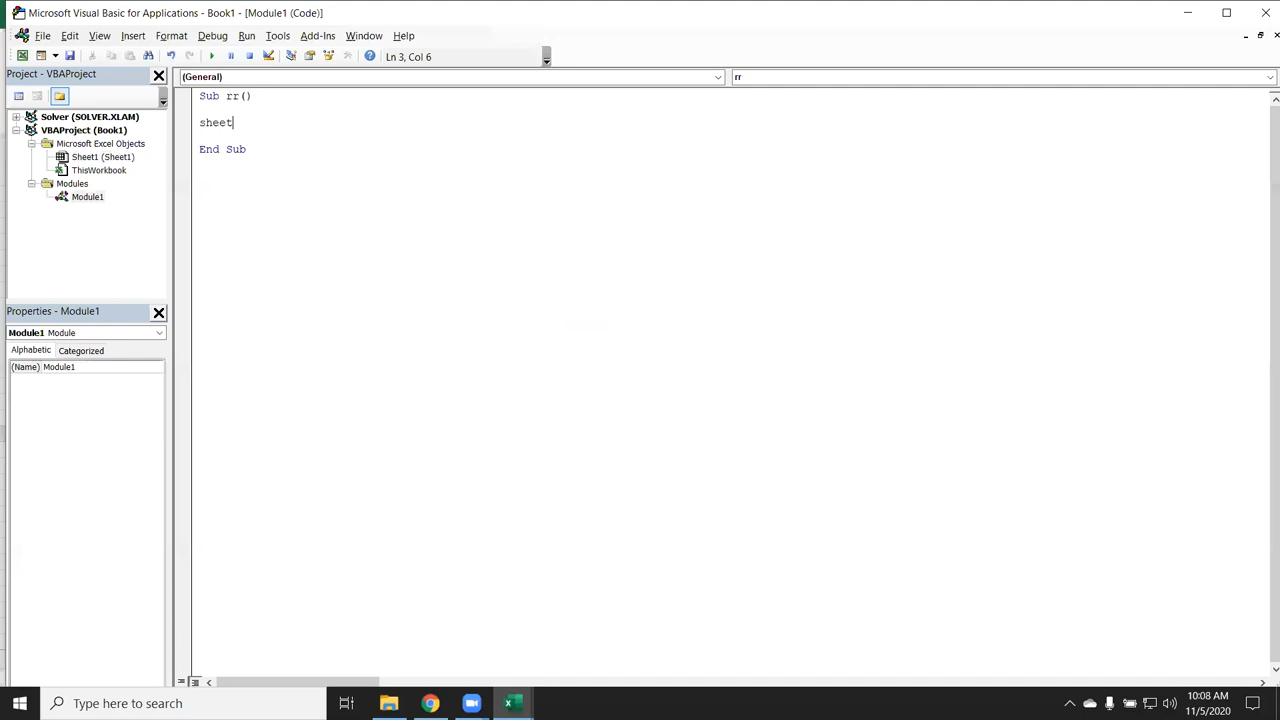 Microsoft Visual Basic for Applications - Book1 - [Module1 (Code)]
File Edit View Insert Format Debug Run Tools Add-Ins Window Help
Ln 3, Col 6
Project - VBAProject
(General)
rr
Solver (SOLVER.XLAM)
VBAProject (Book1)
Microsoft Excel Objects
Sheet1 (Sheet1)
ThisWorkbook
Modules
Module1
Sub rr()
sheet
End Sub
Properties - Module1
Module1 Module
Alphabetic Categorized
(Name) Module1
Type here to search
10:08 AM
11/5/2020